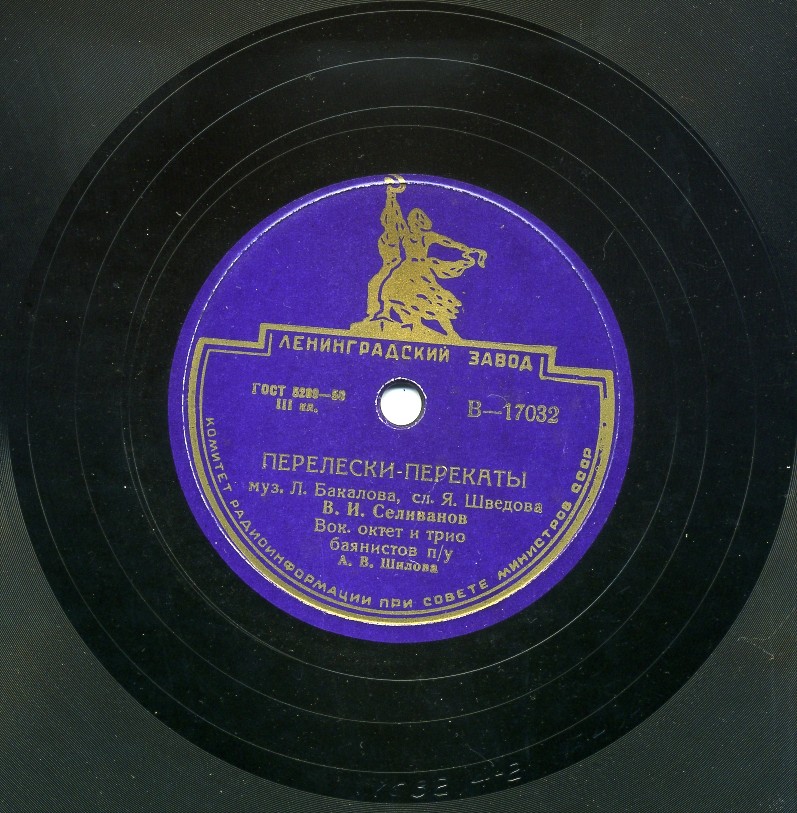 ЛЕНИНГРАДСКИЙ ЗАВОД
ГОСТ 5289—50
III кл.
В—17032
ПЕРЕЛЕСКИ-ПЕРЕКАТЫ
муз. Л. Бакалова, сл. Я. Шведова
В. И. Селиванов
Вок. октет и трио
баянистов п/у
А. В. Шилова
КОМИТЕТ РАДИОИНФОРМАЦИИ ПРИ СОВЕТЕ МИНИСТРОВ СССР